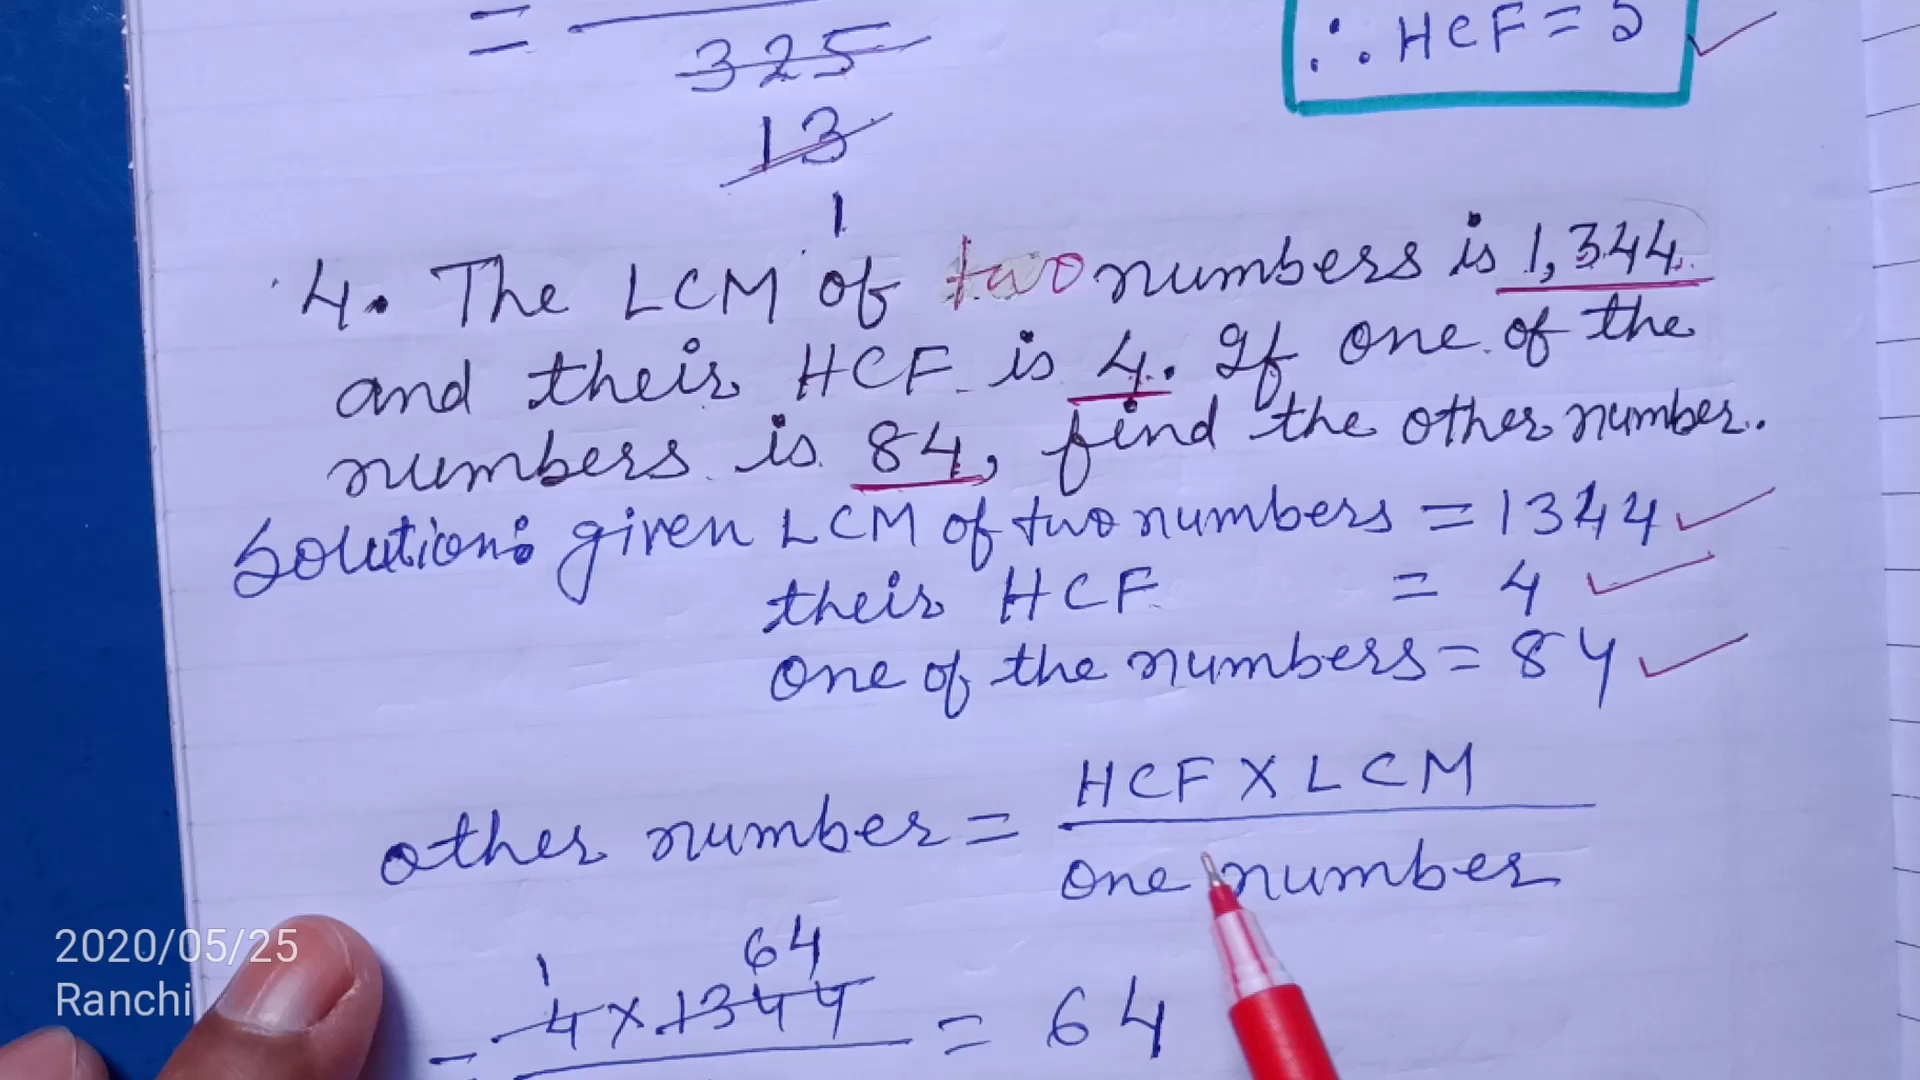 =
325
∴ HCF = 5
13
1
4. The LCM of two numbers is 1,344
and their HCF is 4. If one of the
numbers is 84, find the other number.
Solution: given LCM of two numbers = 1344
their HCF = 4
One of the numbers = 84
other number = HCF X LCM
one number
1 64
= 4 x 1344 = 64
2020/05/25
Ranchi